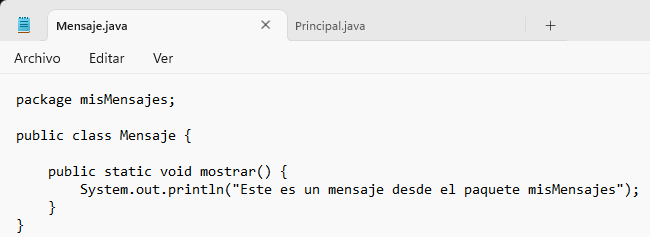 Mensaje.java Principal.java
Archivo Editar Ver
package misMensajes;
public class Mensaje {
public static void mostrar() {
System.out.println("Este es un mensaje desde el paquete misMensajes");
}
}